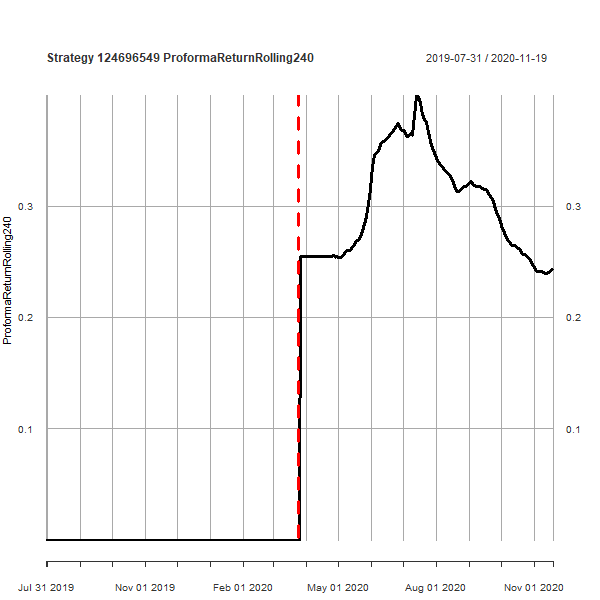 Strategy 124696549 ProformaReturnRolling240
2019-07-31 / 2020-11-19
ProformaReturnRolling240
0.3
0.3
0.2
0.2
0.1
0.1
Jul 31 2019
Nov 01 2019
Feb 01 2020
May 01 2020
Aug 01 2020
Nov 01 2020